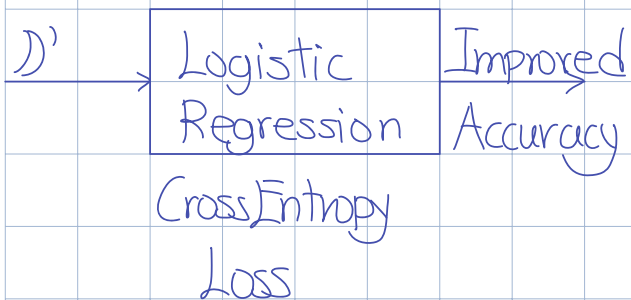 D'
Logistic
Regression
Improved
Accuracy
CrossEntropy
Loss